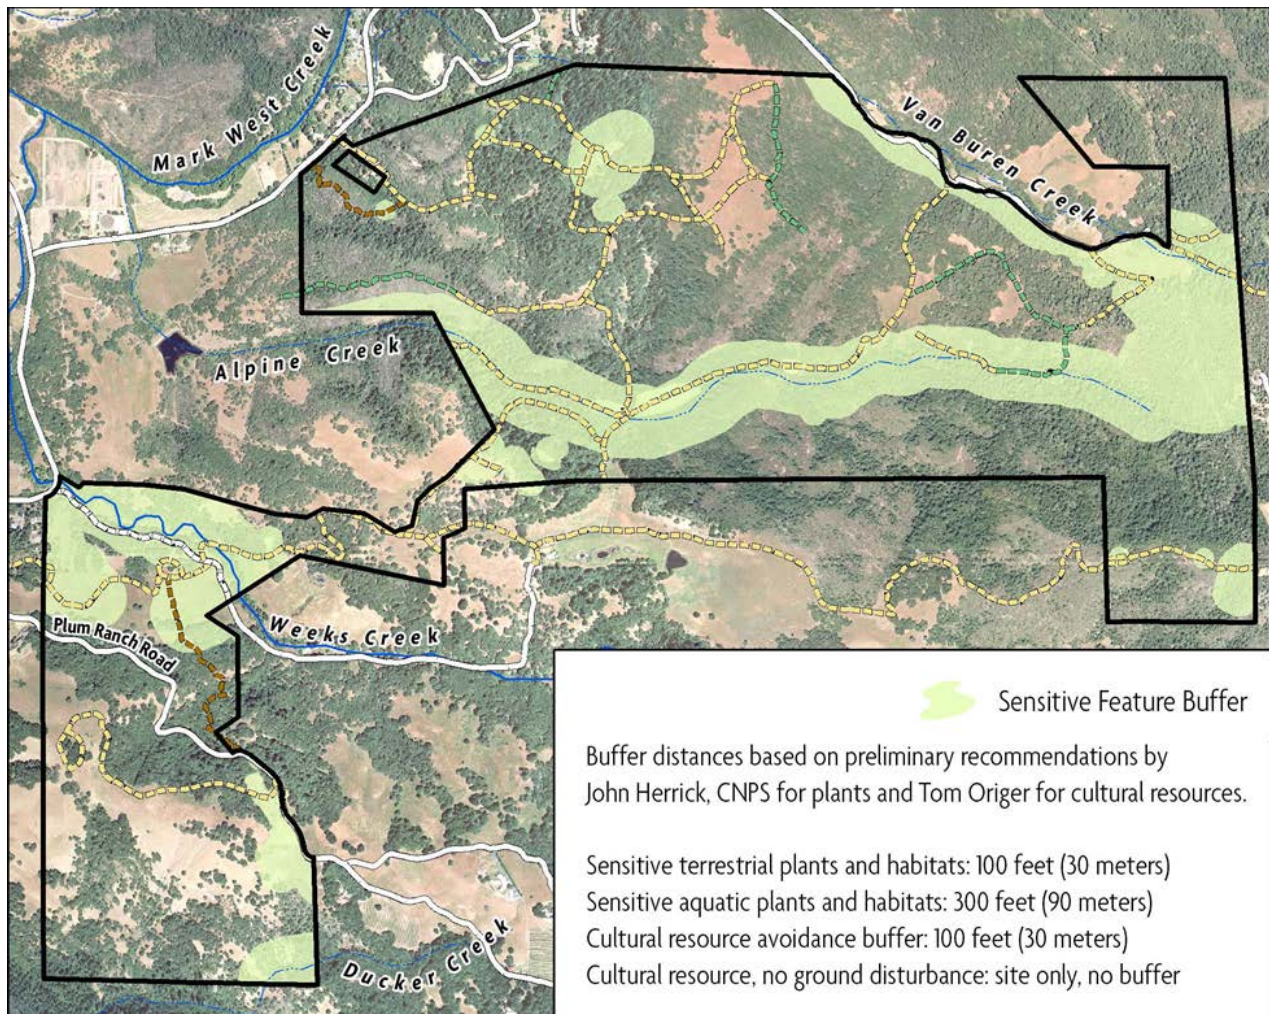 Mark West Creek
Van Buren Creek
Alpine Creek
Weeks Creek
Plum Ranch Road
Ducker Creek
Sensitive Feature Buffer
Buffer distances based on preliminary recommendations by
John Herrick, CNPS for plants and Tom Origer for cultural resources.
Sensitive terrestrial plants and habitats: 100 feet (30 meters)
Sensitive aquatic plants and habitats: 300 feet (90 meters)
Cultural resource avoidance buffer: 100 feet (30 meters)
Cultural resource, no ground disturbance: site only, no buffer